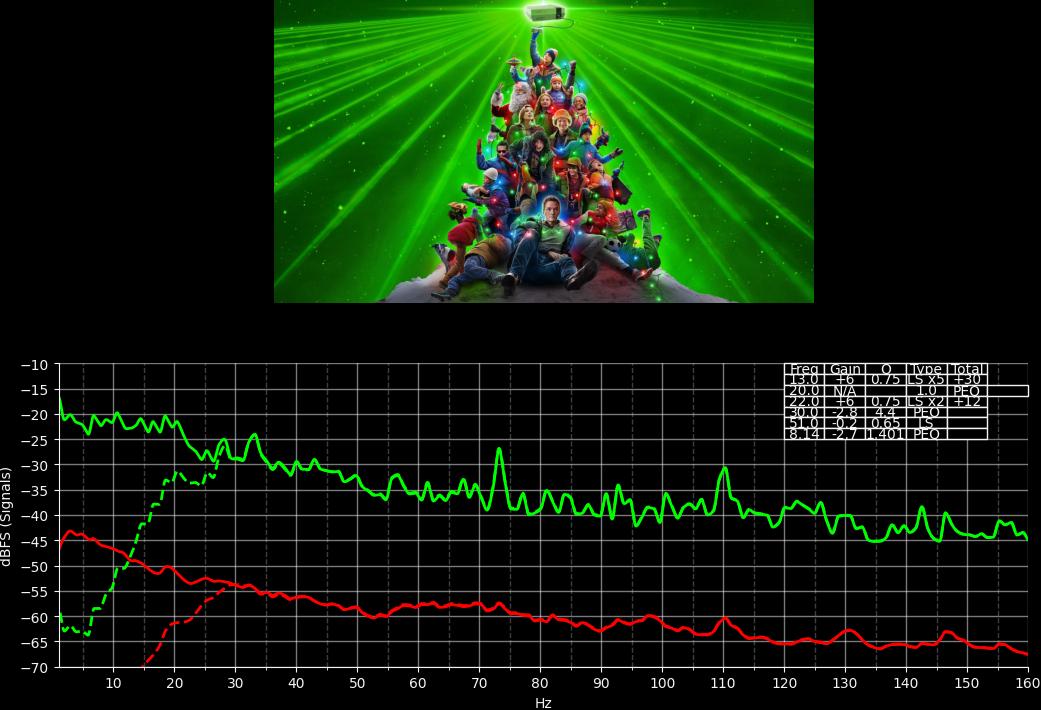 −10
−15
−20
−25
−30
−35
−40
−45
−50
−55
−60
−65
−70
dBFS (Signals)
Freq Gain Q Type Total
13.0 +6 0.75 LS x5 +30
20.0 N/A 1.0 PEQ
22.0 +6 0.75 LS x2 +12
30.0 -2.8 4.4 PEQ
51.0 -0.2 0.65 LS
8.14 -2.7 1.401 PEQ
10 20 30 40 50 60 70 80 90 100 110 120 130 140 150 160
Hz